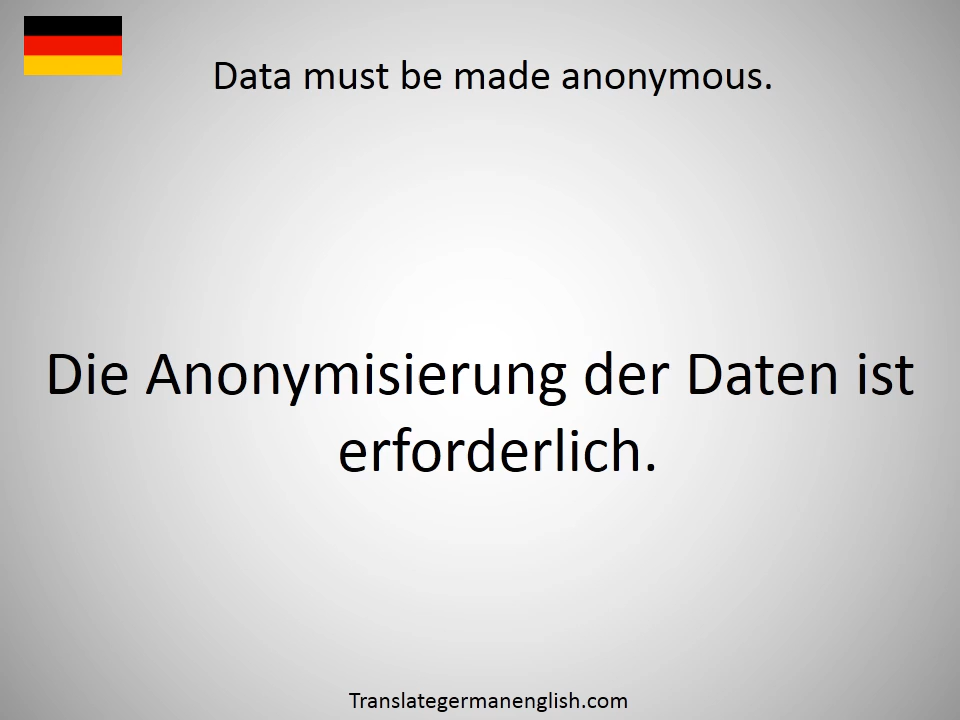 Data must be made anonymous.
Die Anonymisierung der Daten ist
erforderlich.
Translategermanenglish.com